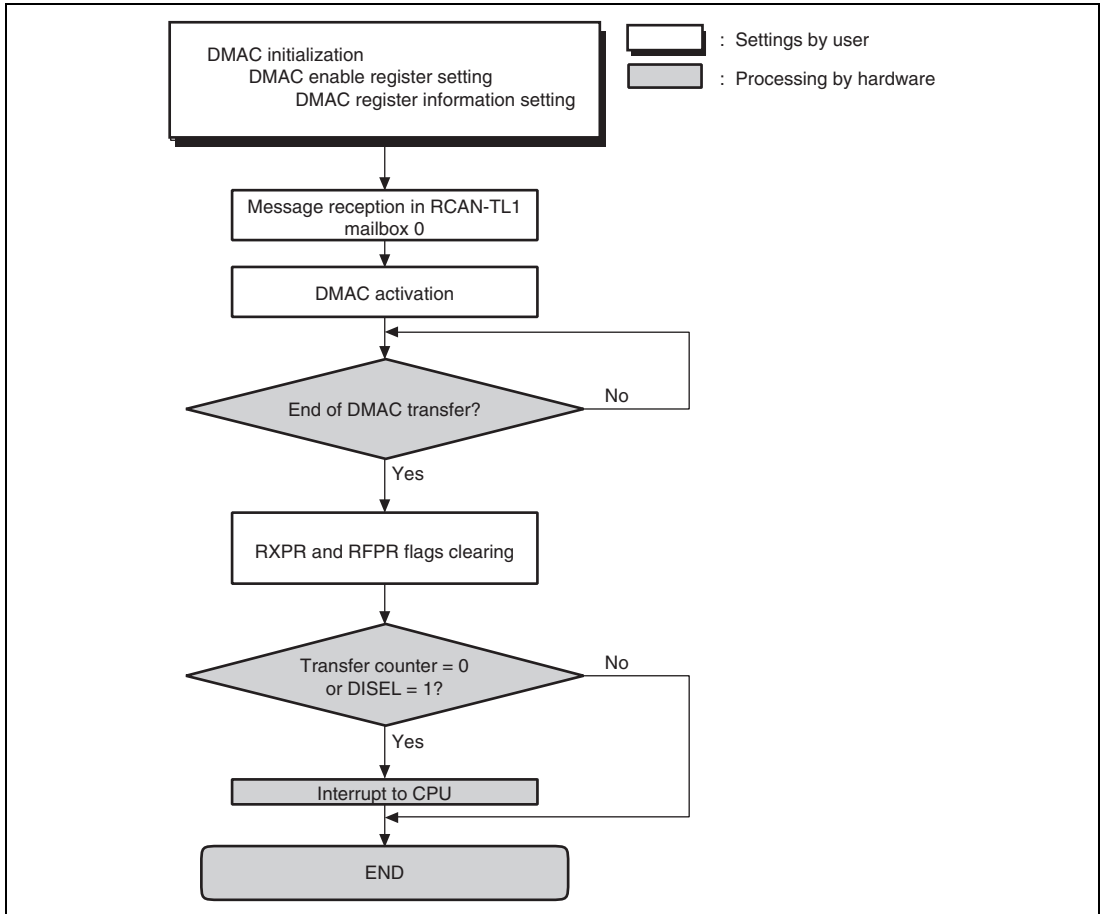 DMAC initialization
DMAC enable register setting
DMAC register information setting
: Settings by user
: Processing by hardware
Message reception in RCAN-TL1
mailbox 0
DMAC activation
End of DMAC transfer?
No
Yes
RXPR and RFPR flags clearing
Transfer counter = 0
or DISEL = 1?
No
Yes
Interrupt to CPU
END